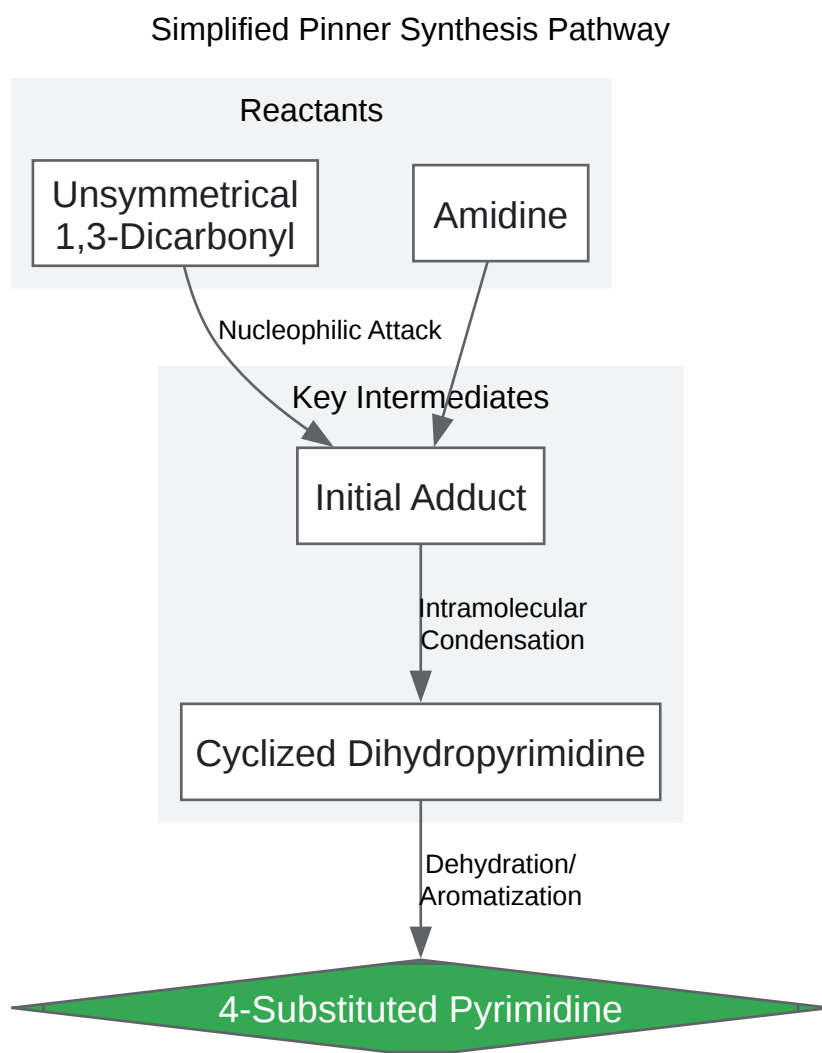 Simplified Pinner Synthesis Pathway
Reactants
Unsymmetrical
1,3-Dicarbonyl
Amidine
Nucleophilic Attack
Key Intermediates
Initial Adduct
Intramolecular
Condensation
Cyclized Dihydropyrimidine
Dehydration/
Aromatization
4-Substituted Pyrimidine